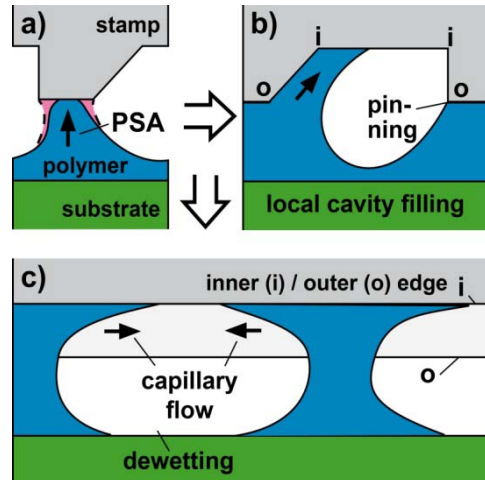 a)
stamp
PSA
polymer
substrate
b)
i
i
o
o
pin-
ning
local cavity filling
c)
inner (i) / outer (o) edge
i
o
capillary
flow
dewetting